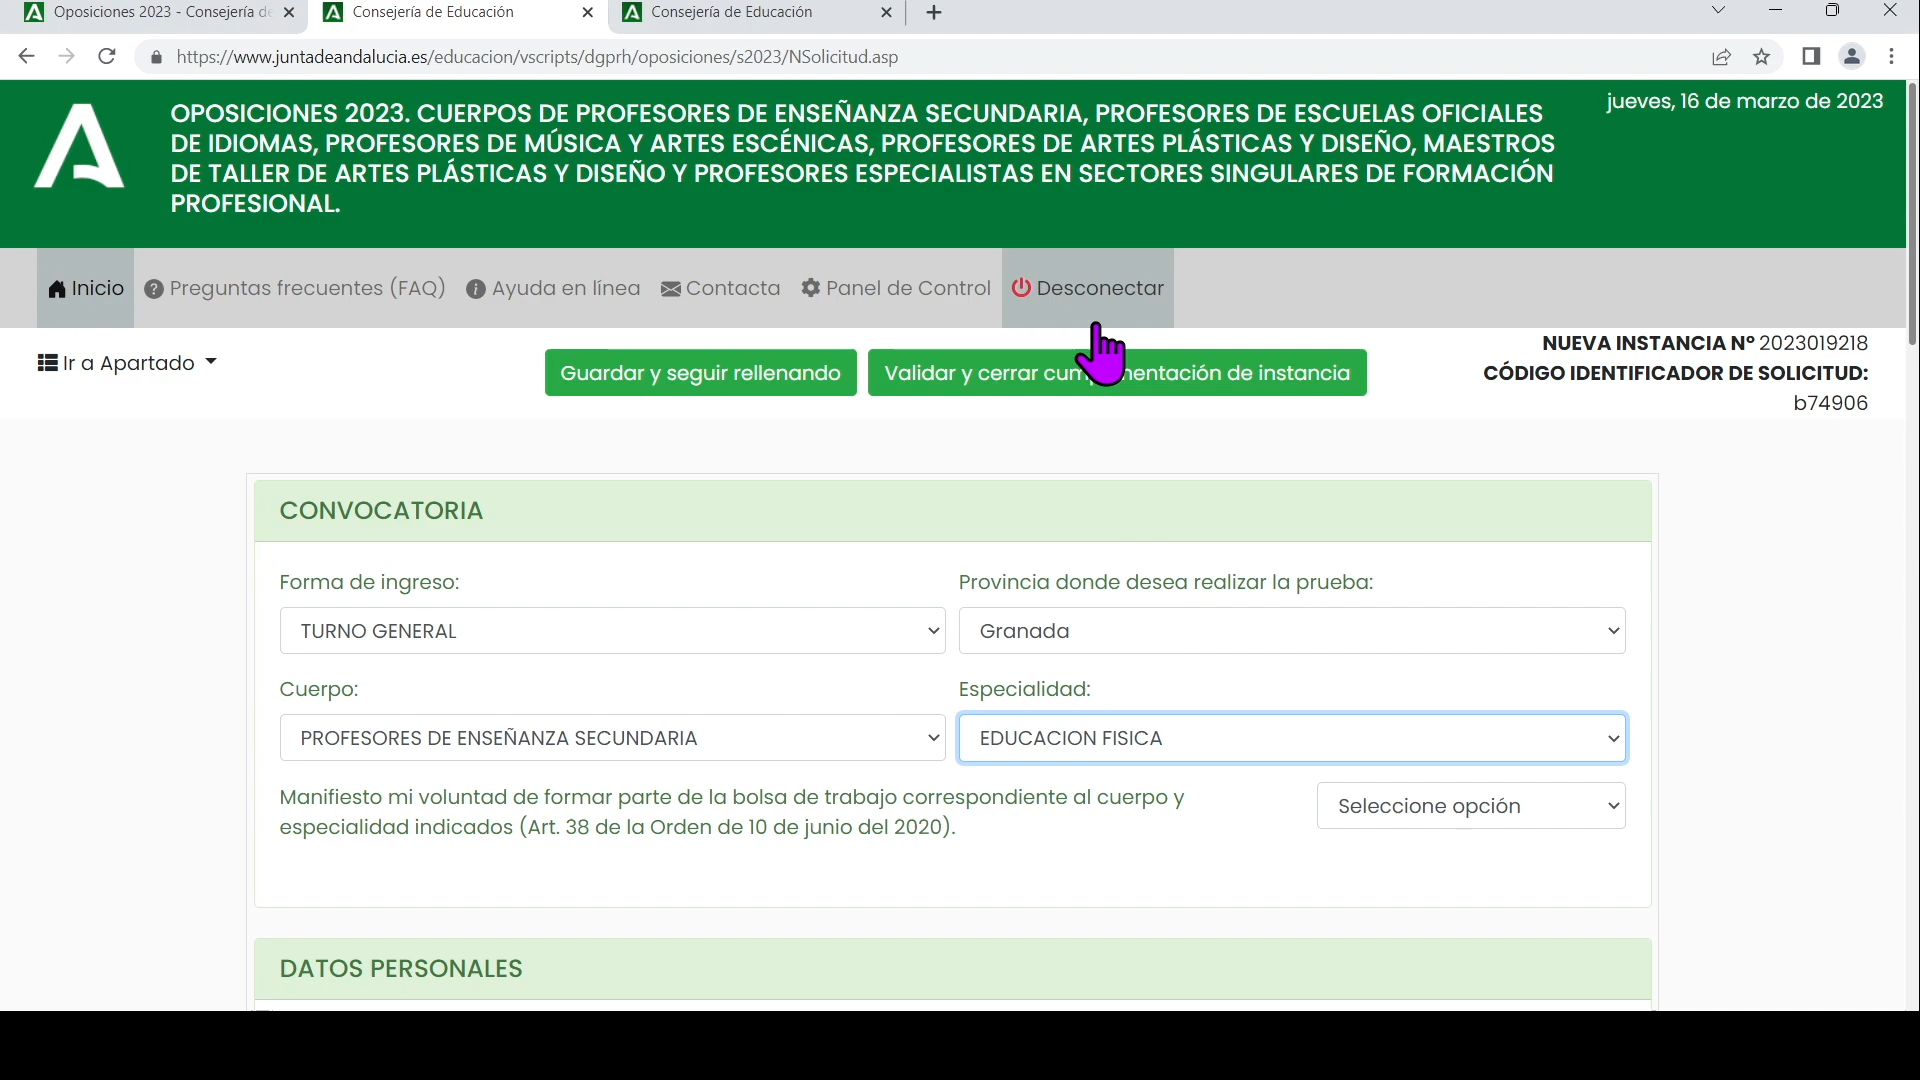 Oposiciones 2023 - Consejería de
Consejería de Educación
Consejería de Educación
https://www.juntadeandalucia.es/educacion/vscripts/dgprh/oposiciones/s2023/NSolicitud.asp
OPOSICIONES 2023. CUERPOS DE PROFESORES DE ENSEÑANZA SECUNDARIA, PROFESORES DE ESCUELAS OFICIALES
DE IDIOMAS, PROFESORES DE MÚSICA Y ARTES ESCÉNICAS, PROFESORES DE ARTES PLÁSTICAS Y DISEÑO, MAESTROS
DE TALLER DE ARTES PLÁSTICAS Y DISEÑO Y PROFESORES ESPECIALISTAS EN SECTORES SINGULARES DE FORMACIÓN
PROFESIONAL.
jueves, 16 de marzo de 2023
Inicio Preguntas frecuentes (FAQ) Ayuda en línea Contacta Panel de Control Desconectar
Ir a Apartado
Guardar y seguir rellenando
Validar y cerrar cum entación de instancia
NUEVA INSTANCIA Nº 2023019218
CÓDIGO IDENTIFICADOR DE SOLICITUD:
b74906
CONVOCATORIA
Forma de ingreso:
TURNO GENERAL
Provincia donde desea realizar la prueba:
Granada
Cuerpo:
PROFESORES DE ENSEÑANZA SECUNDARIA
Especialidad:
EDUCACION FISICA
Manifiesto mi voluntad de formar parte de la bolsa de trabajo correspondiente al cuerpo y
especialidad indicados (Art. 38 de la Orden de 10 de junio del 2020).
Seleccione opción
DATOS PERSONALES